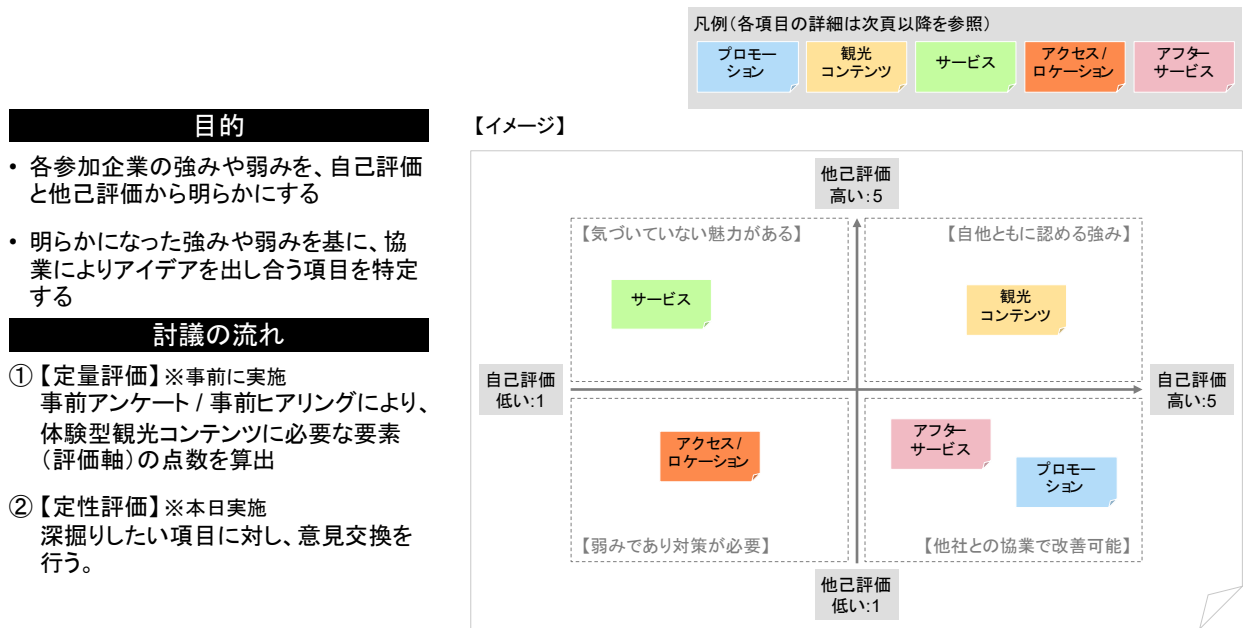 凡例(各項目の詳細は次頁以降を参照)
プロモー
ション
観光
コンテンツ
サービス
アクセス/
ロケーション
アフター
サービス
目的
• 各参加企業の強みや弱みを、自己評価
と他己評価から明らかにする
• 明らかになった強みや弱みを基に、協
業によりアイデアを出し合う項目を特定
する
討議の流れ
①【定量評価】※事前に実施
事前アンケート / 事前ヒアリングにより、
体験型観光コンテンツに必要な要素
(評価軸)の点数を算出
②【定性評価】※本日実施
深掘りしたい項目に対し、意見交換を
行う。
【イメージ】
他己評価
高い:5
【気づいていない魅力がある】
【自他ともに認める強み】
サービス
観光
コンテンツ
自己評価
低い:1
自己評価
高い:5
アクセス/
ロケーション
アフター
サービス
プロモー
ション
【弱みであり対策が必要】
【他社との協業で改善可能】
他己評価
低い:1